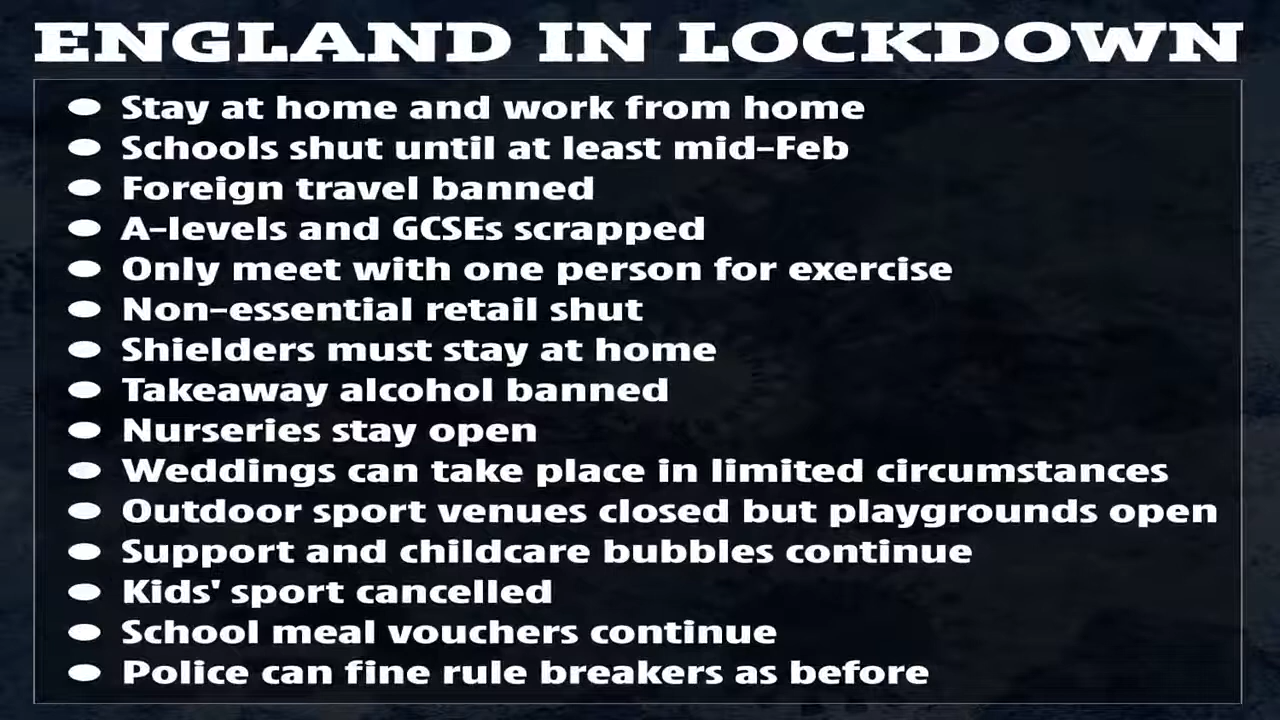 ENGLAND IN LOCKDOWN
● Stay at home and work from home
● Schools shut until at least mid-Feb
● Foreign travel banned
● A-levels and GCSEs scrapped
● Only meet with one person for exercise
● Non-essential retail shut
● Shielders must stay at home
● Takeaway alcohol banned
● Nurseries stay open
● Weddings can take place in limited circumstances
● Outdoor sport venues closed but playgrounds open
● Support and childcare bubbles continue
● Kids' sport cancelled
● School meal vouchers continue
● Police can fine rule breakers as before